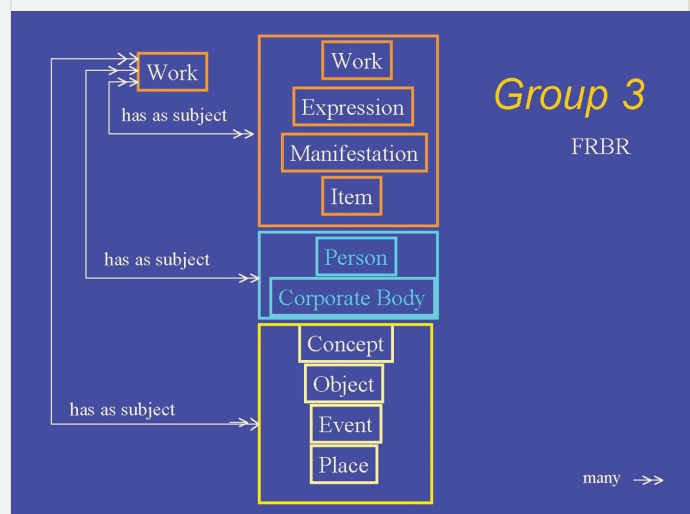 Work
has as subject
Work
Expression
Manifestation
Item
Group 3
FRBR
has as subject
Person
Corporate Body
has as subject
Concept
Object
Event
Place
many